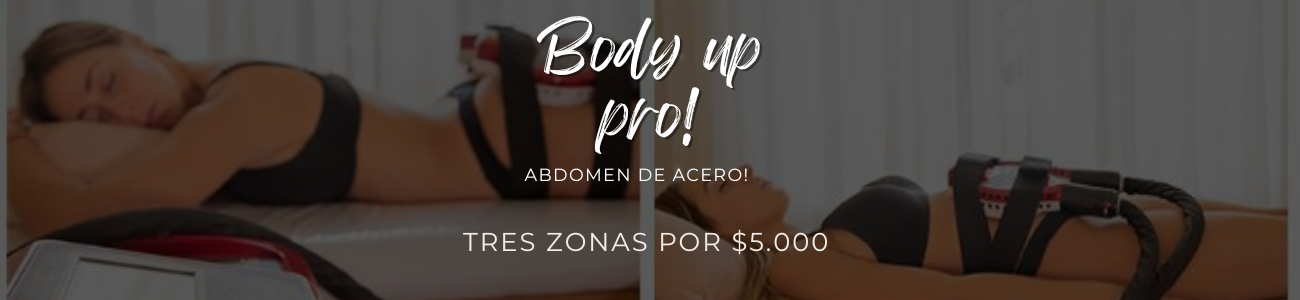 Body up
pro!
ABDOMEN DE ACERO!
TRES ZONAS POR $5.000